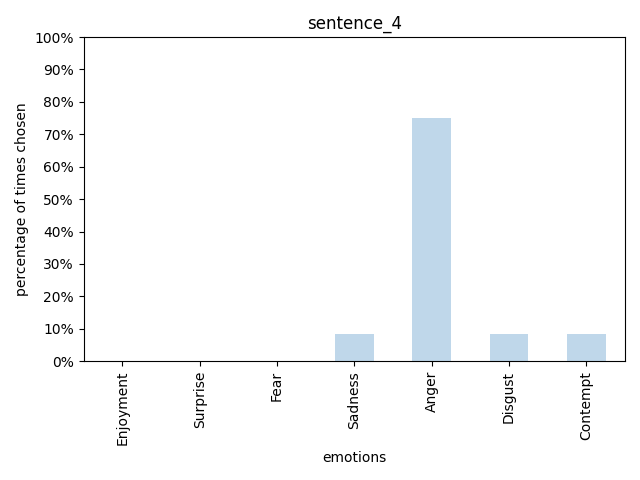 sentence_4
100%
90%
80%
70%
60%
50%
40%
30%
20%
10%
0%
percentage of times chosen
Enjoyment
Surprise
Fear
Sadness
Anger
Disgust
Contempt
emotions